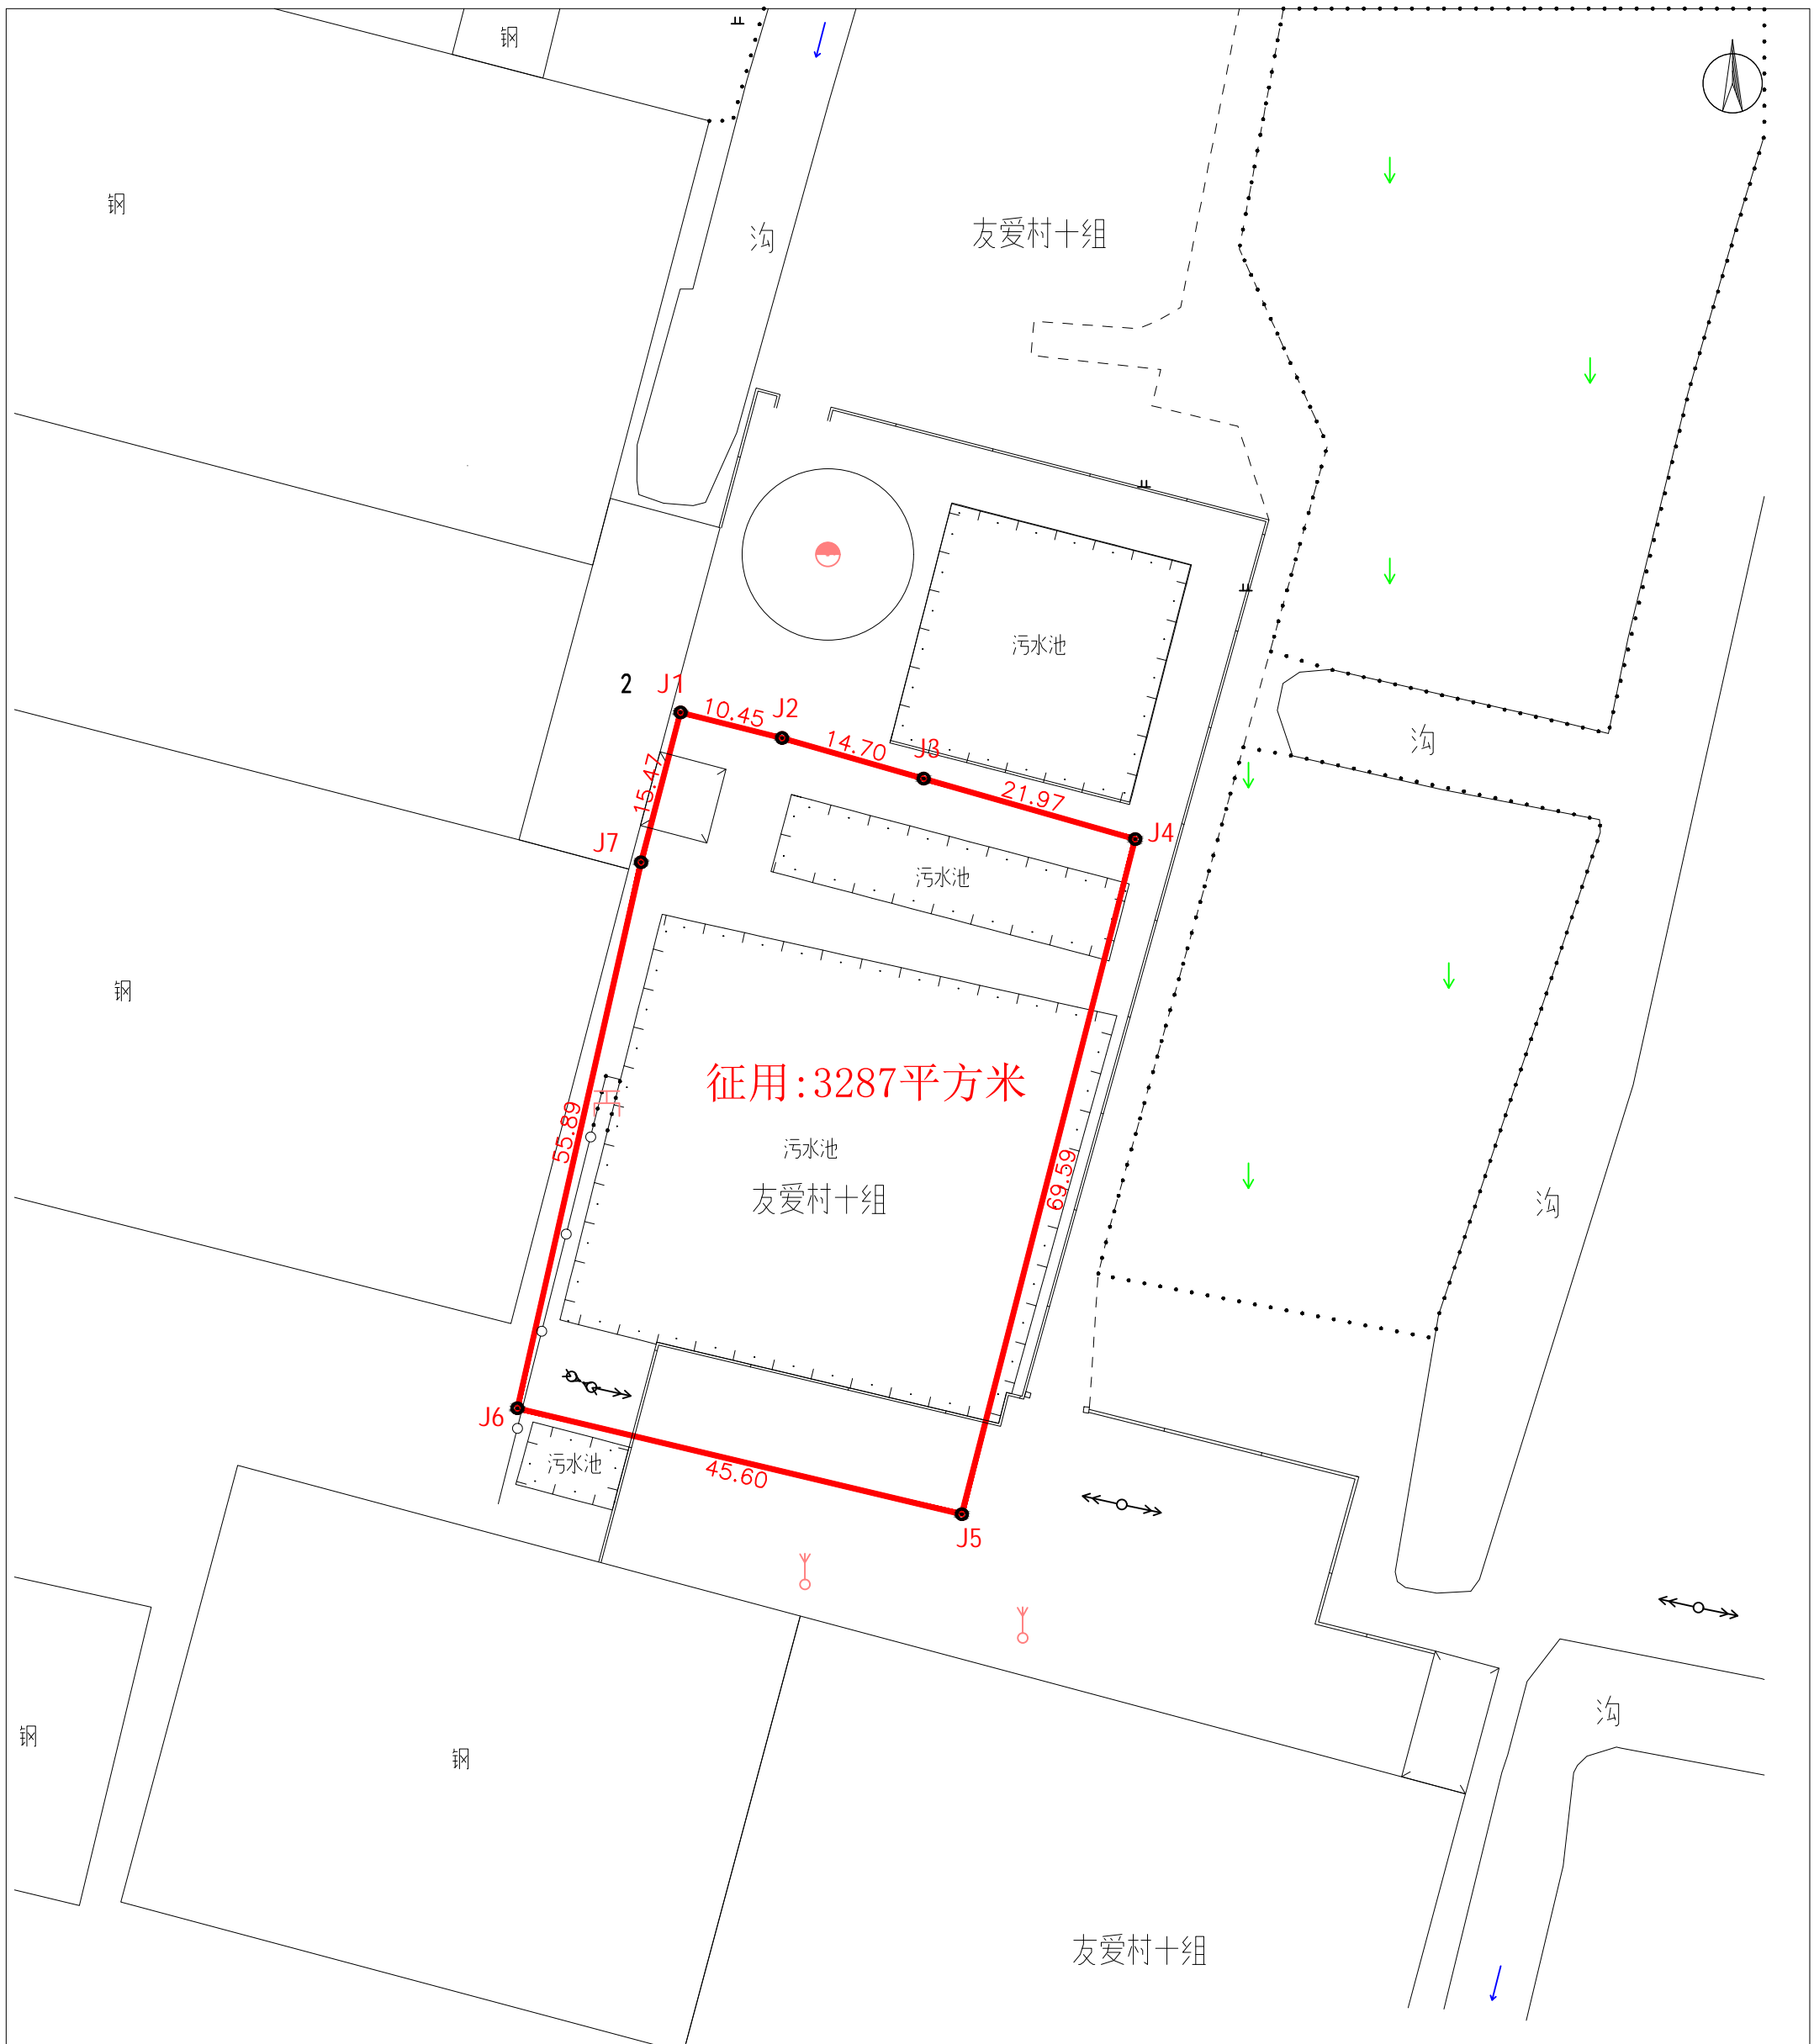 钢
钢
沟
友爱村十组
污水池
2
J1
10.45
J2
14.70
J3
21.97
J4
沟
15.47
J7
污水池
钢
征用:3287平方米
55.89
污水池
69.59
友爱村十组
沟
J6
污水池
45.60
J5
沟
钢
钢
友爱村十组